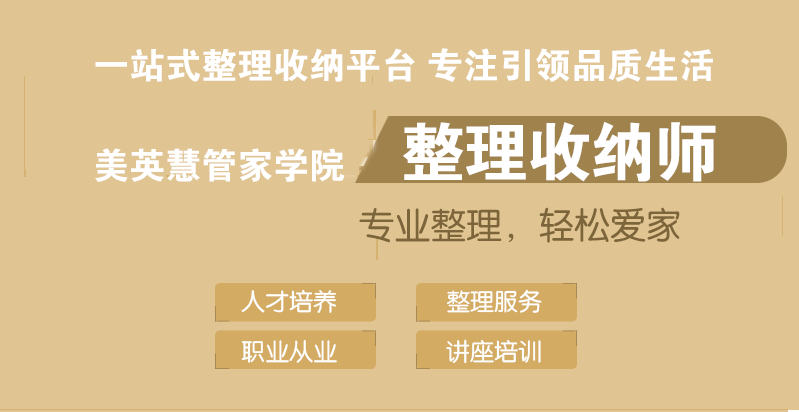 一站式整理收纳平台 专注引领品质生活
美英慧管家学院 整理收纳师
专业整理，轻松爱家
人才培养 整理服务
职业从业 讲座培训